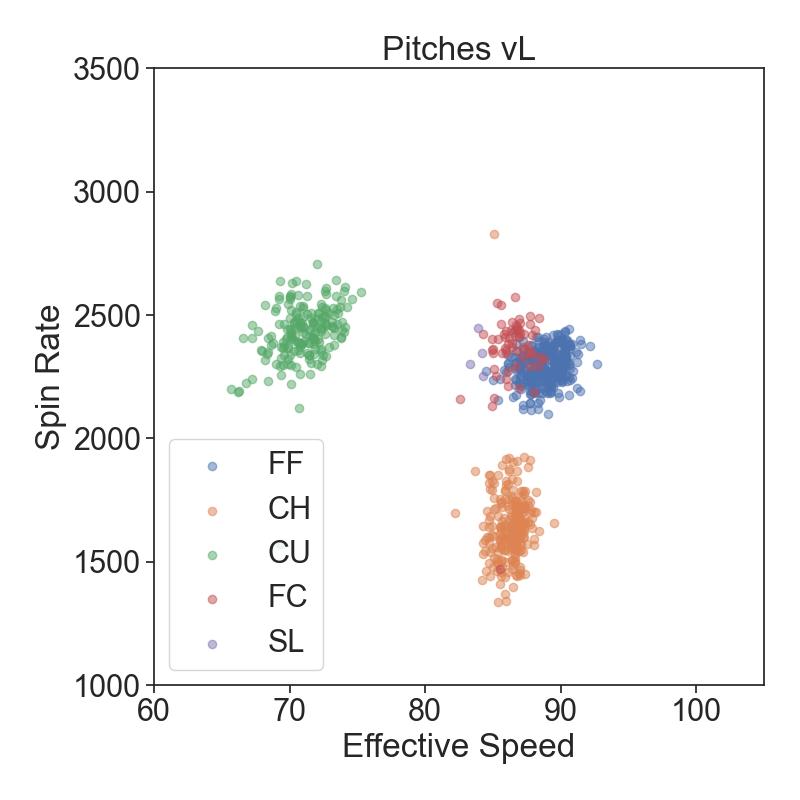 Pitches vL
3500
3000
2500
2000
1500
1000
Spin Rate
FF
CH
CU
FC
SL
60 70 80 90 100
Effective Speed